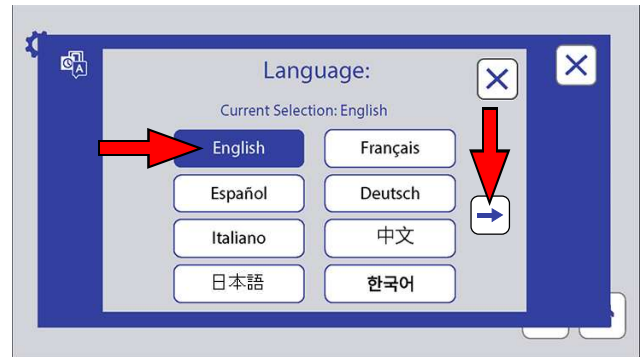 Language:
Current Selection: English
English
Français
Español
Deutsch
Italiano
中文
日本語
한국어